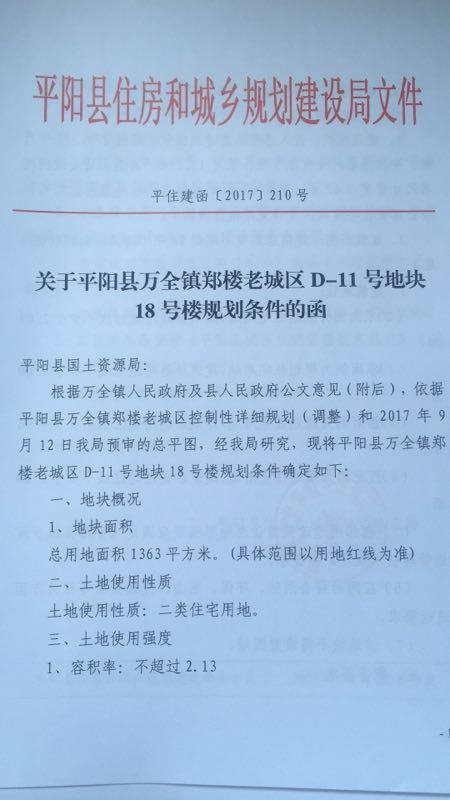 平阳县住房和城乡规划建设局文件
平住建函〔2017〕210号
关于平阳县万全镇郑楼老城区 D-11 号地块
18 号楼规划条件的函
平阳县国土资源局:
根据万全镇人民政府及县人民政府公文意见（附后），依据
平阳县万全镇郑楼老城区控制性详细规划（调整）和 2017 年 9
月 12 日我局预审的总平图，经我局研究，现将平阳县万全镇郑
楼老城区 D-11 号地块 18 号楼规划条件确定如下：
一、地块概况
1、地块面积
总用地面积 1363 平方米。(具体范围以用地红线为准)
二、土地使用性质
土地使用性质：二类住宅用地。
三、土地使用强度
1、容积率：不超过 2.13